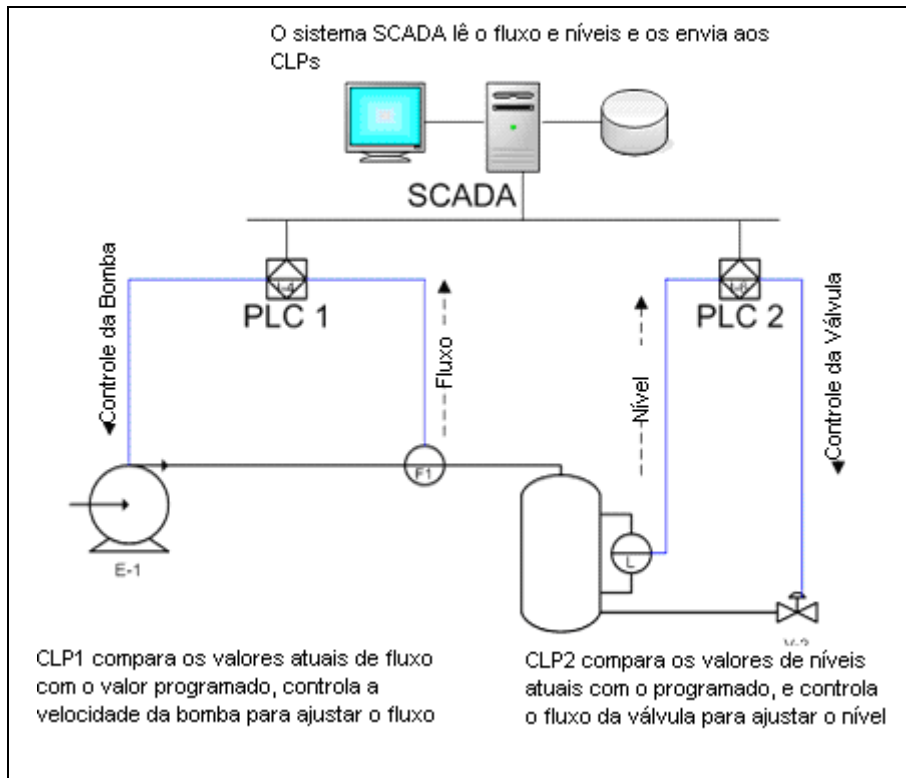 O sistema SCADA lê o fluxo e níveis e os envia aos
CLPs
SCADA
Controle da Bomba
I-4
PLC 1
Fluxo
Nível
I-6
PLC 2
Controle da Válvula
F1
E-1
L
CLP1 compara os valores atuais de fluxo
com o valor programado, controla a
velocidade da bomba para ajustar o fluxo
CLP2 compara os valores de níveis
atuais com o programado, e controla
o fluxo da válvula para ajustar o nível